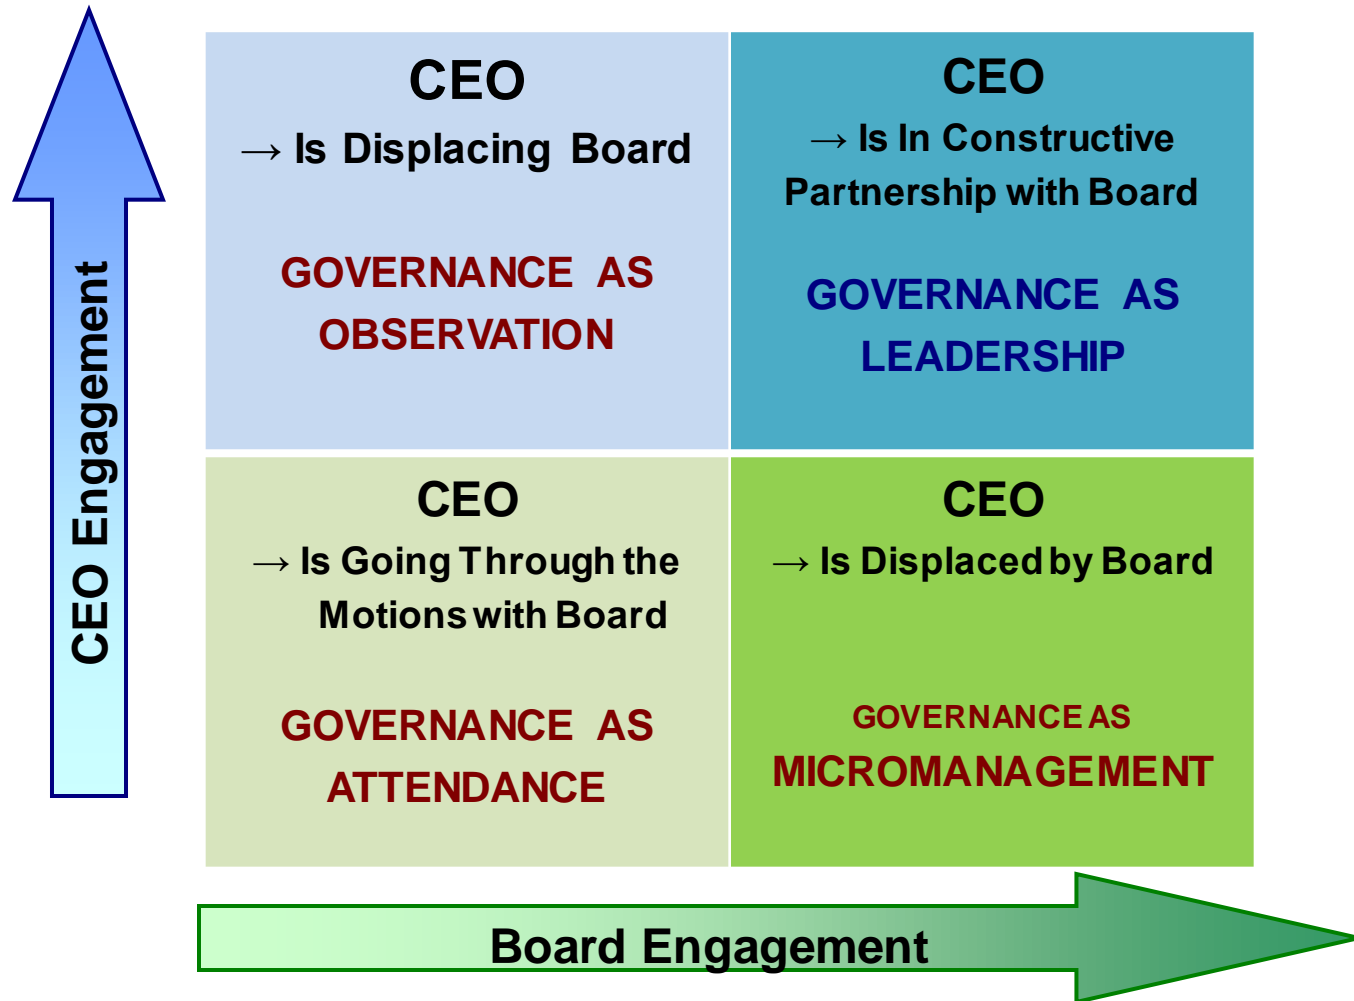 CEO
→ Is Displacing Board
GOVERNANCE AS
OBSERVATION
CEO
→ Is In Constructive
Partnership with Board
GOVERNANCE AS
LEADERSHIP
CEO Engagement
CEO
→ Is Going Through the
Motions with Board
GOVERNANCE AS
ATTENDANCE
CEO
→ Is Displaced by Board
GOVERNANCE AS
MICROMANAGEMENT
Board Engagement